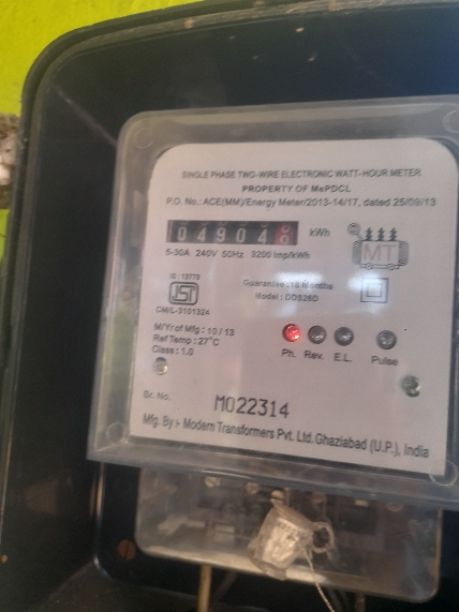 SINGLE PHASE TWO-WIRE ELECTRONIC WATT-HOUR METER
PROPERTY OF MePDCL
P.O. No.: ACE(MM)/Energy Meter/2013-14/17, dated 25/09/13
04904 kWh
5-30A 240V 50Hz 3200 Imp/kWh
MT
IS : 13779
ISI
Guarantee : 18 Months
Model : DDS26D
CM/L-3101324
M/Yr of Mfg : 10 / 13
Ref Temp : 27°C
Class : 1.0
Ph. Rev. E.L. Pulse
Sr. No. M022314
Mfg. By :- Modern Transformers Pvt. Ltd. Ghaziabad (U.P.), India